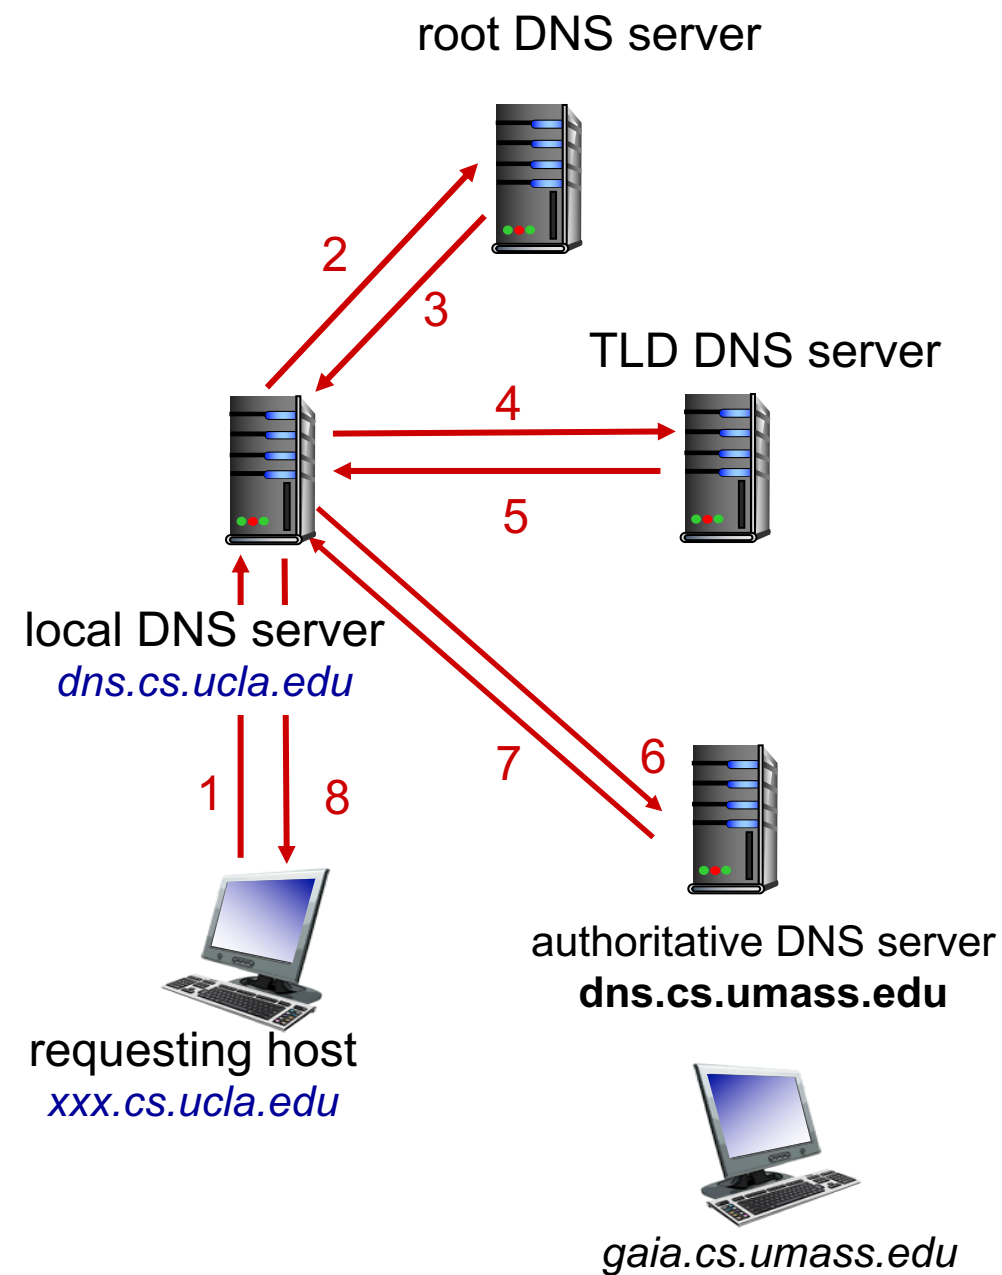 root DNS server
2
3
TLD DNS server
4
5
local DNS server
dns.cs.ucla.edu
1
8
7
6
authoritative DNS server
dns.cs.umass.edu
requesting host
xxx.cs.ucla.edu
gaia.cs.umass.edu